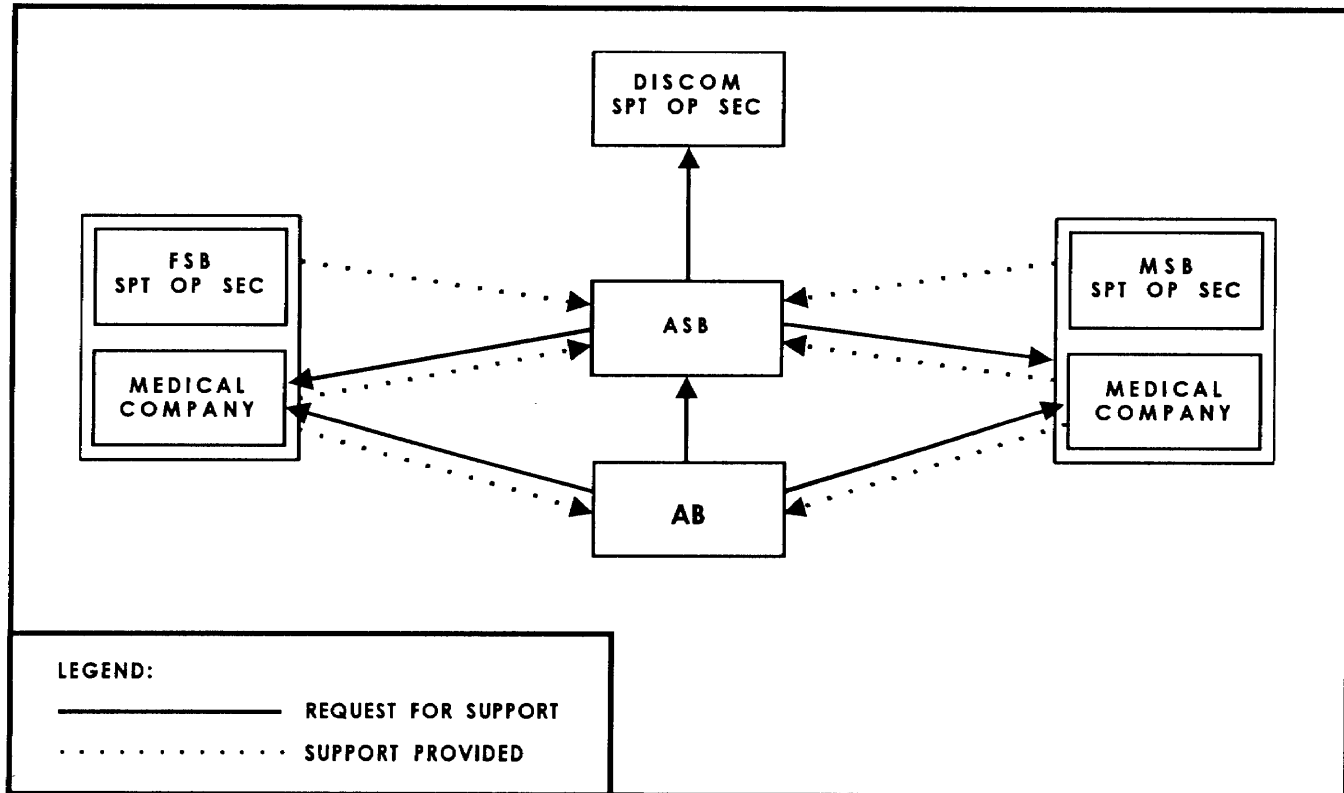 DISCOM
SPT OP SEC
FSB
SPT OP SEC
MEDICAL
COMPANY
ASB
MSB
SPT OP SEC
MEDICAL
COMPANY
AB
LEGEND:
REQUEST FOR SUPPORT
SUPPORT PROVIDED